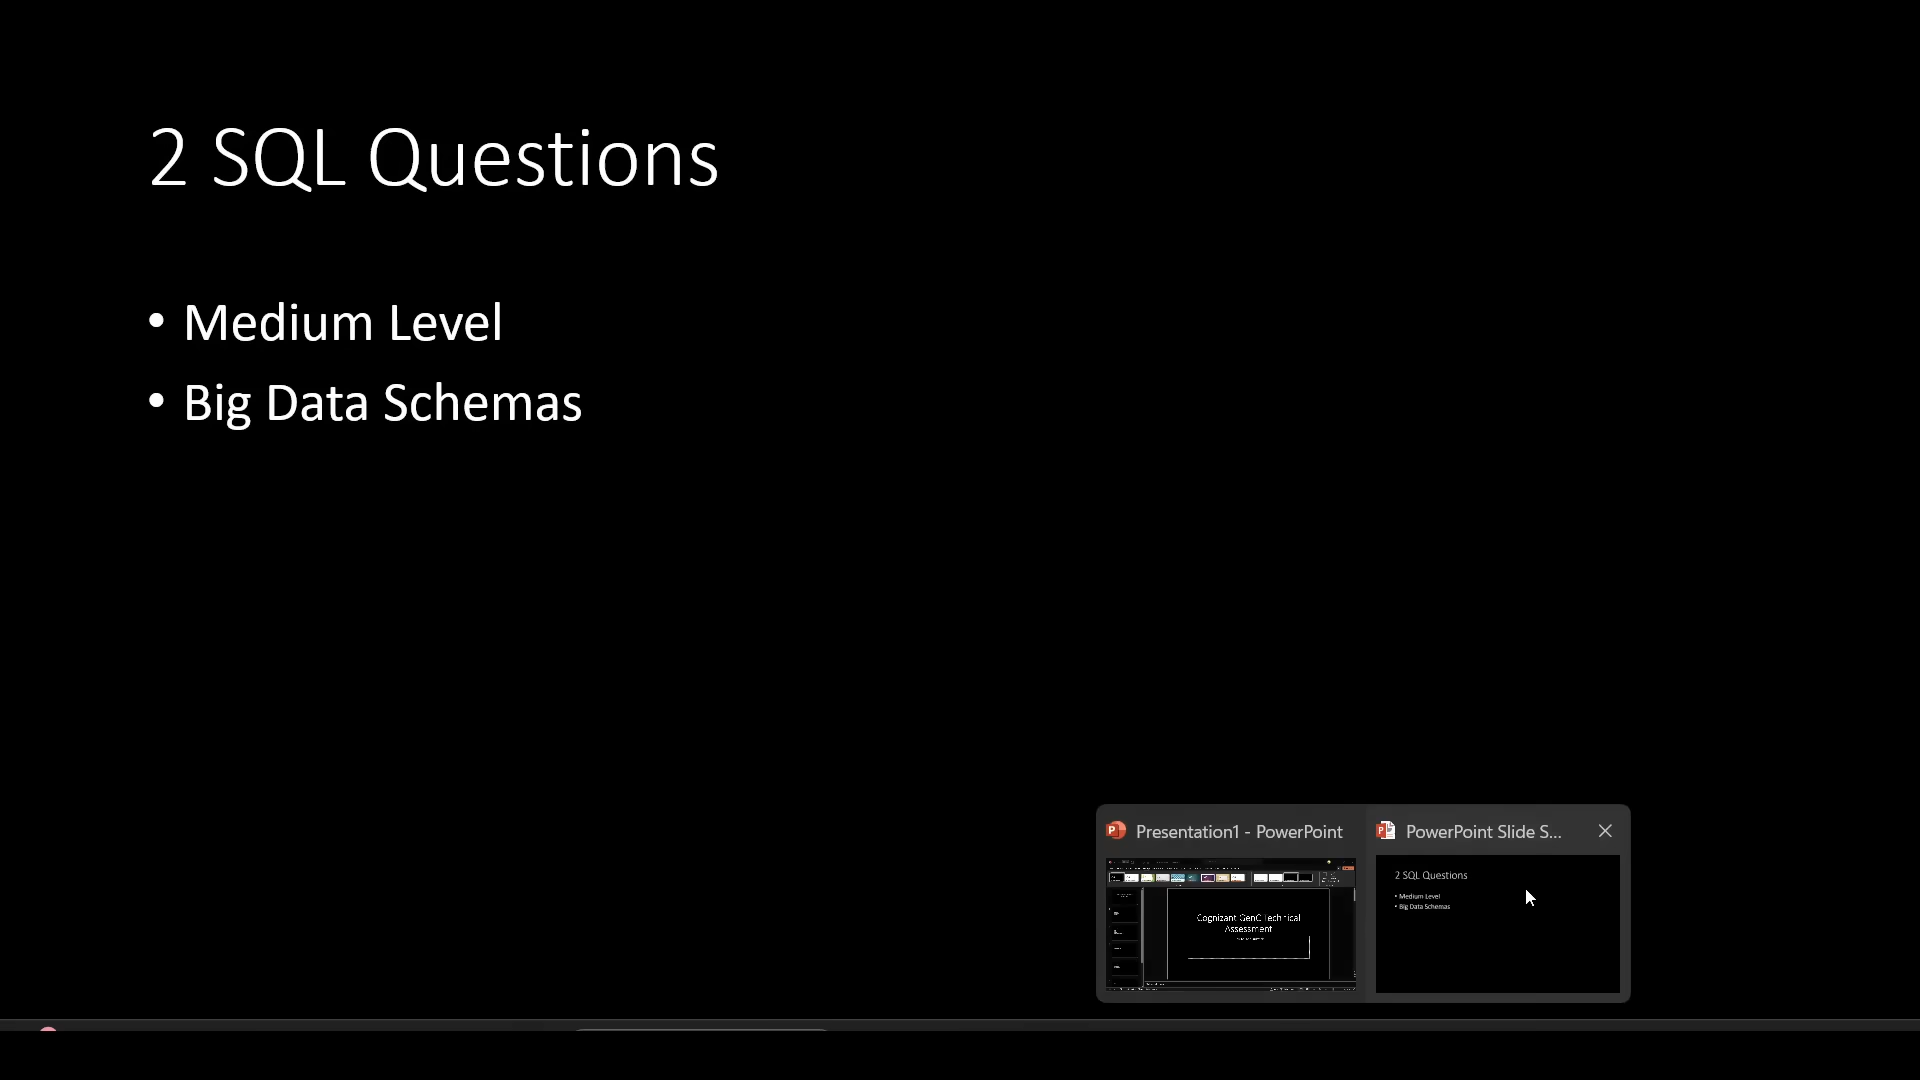 2 SQL Questions
• Medium Level
• Big Data Schemas
Presentation1 - PowerPoint
PowerPoint Slide S...
Cognizant GenC Technical
Assessment
2 SQL Questions
• Medium Level
• Big Data Schemas